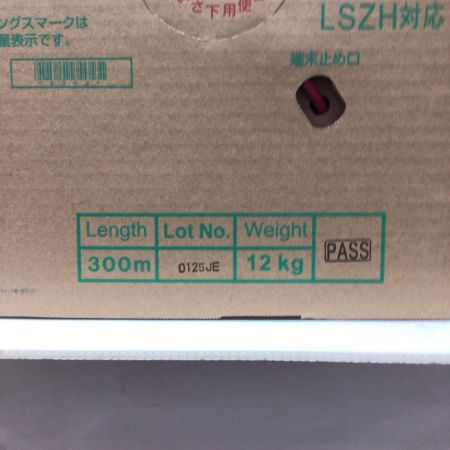 さ下用使
LSZH対応
ングスマークは
量表示です。
端末止め口
Length Lot No. Weight
300m 0125JE 12 kg PASS